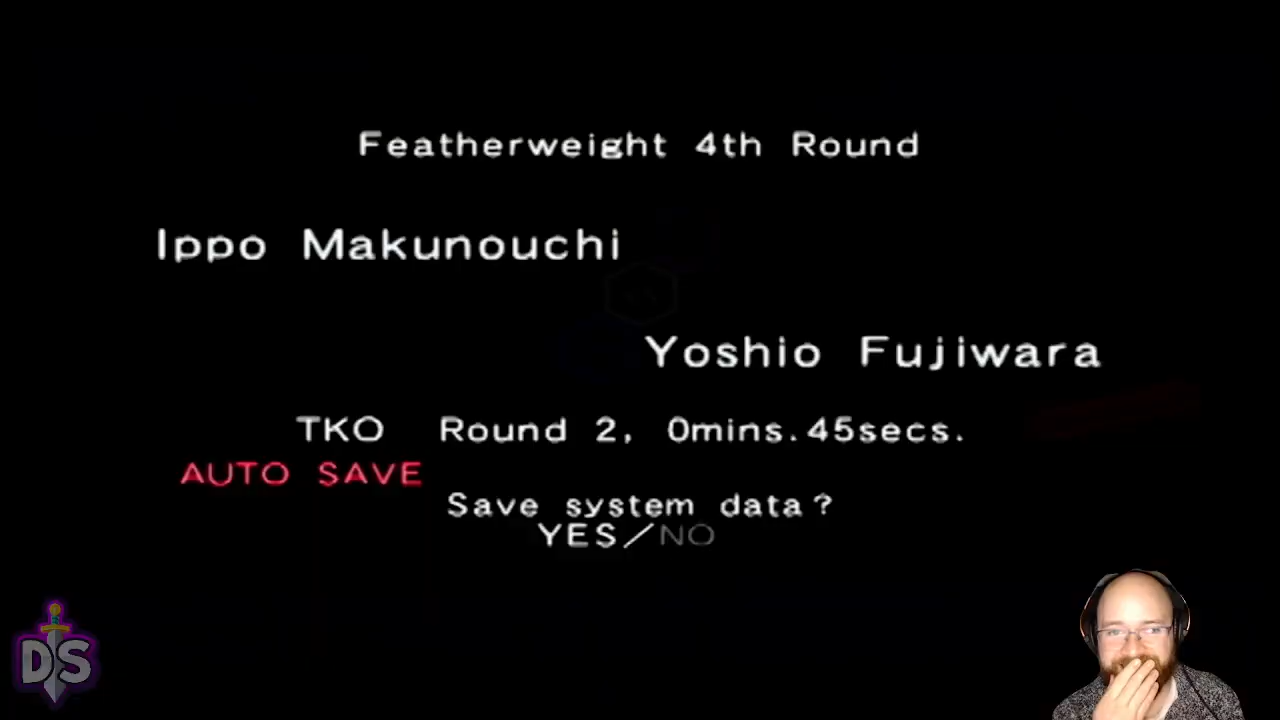 Featherweight 4th Round
Ippo Makunouchi
Yoshio Fujiwara
TKO Round 2, 0mins.45secs.
AUTO SAVE
Save system data?
YES/NO
DS